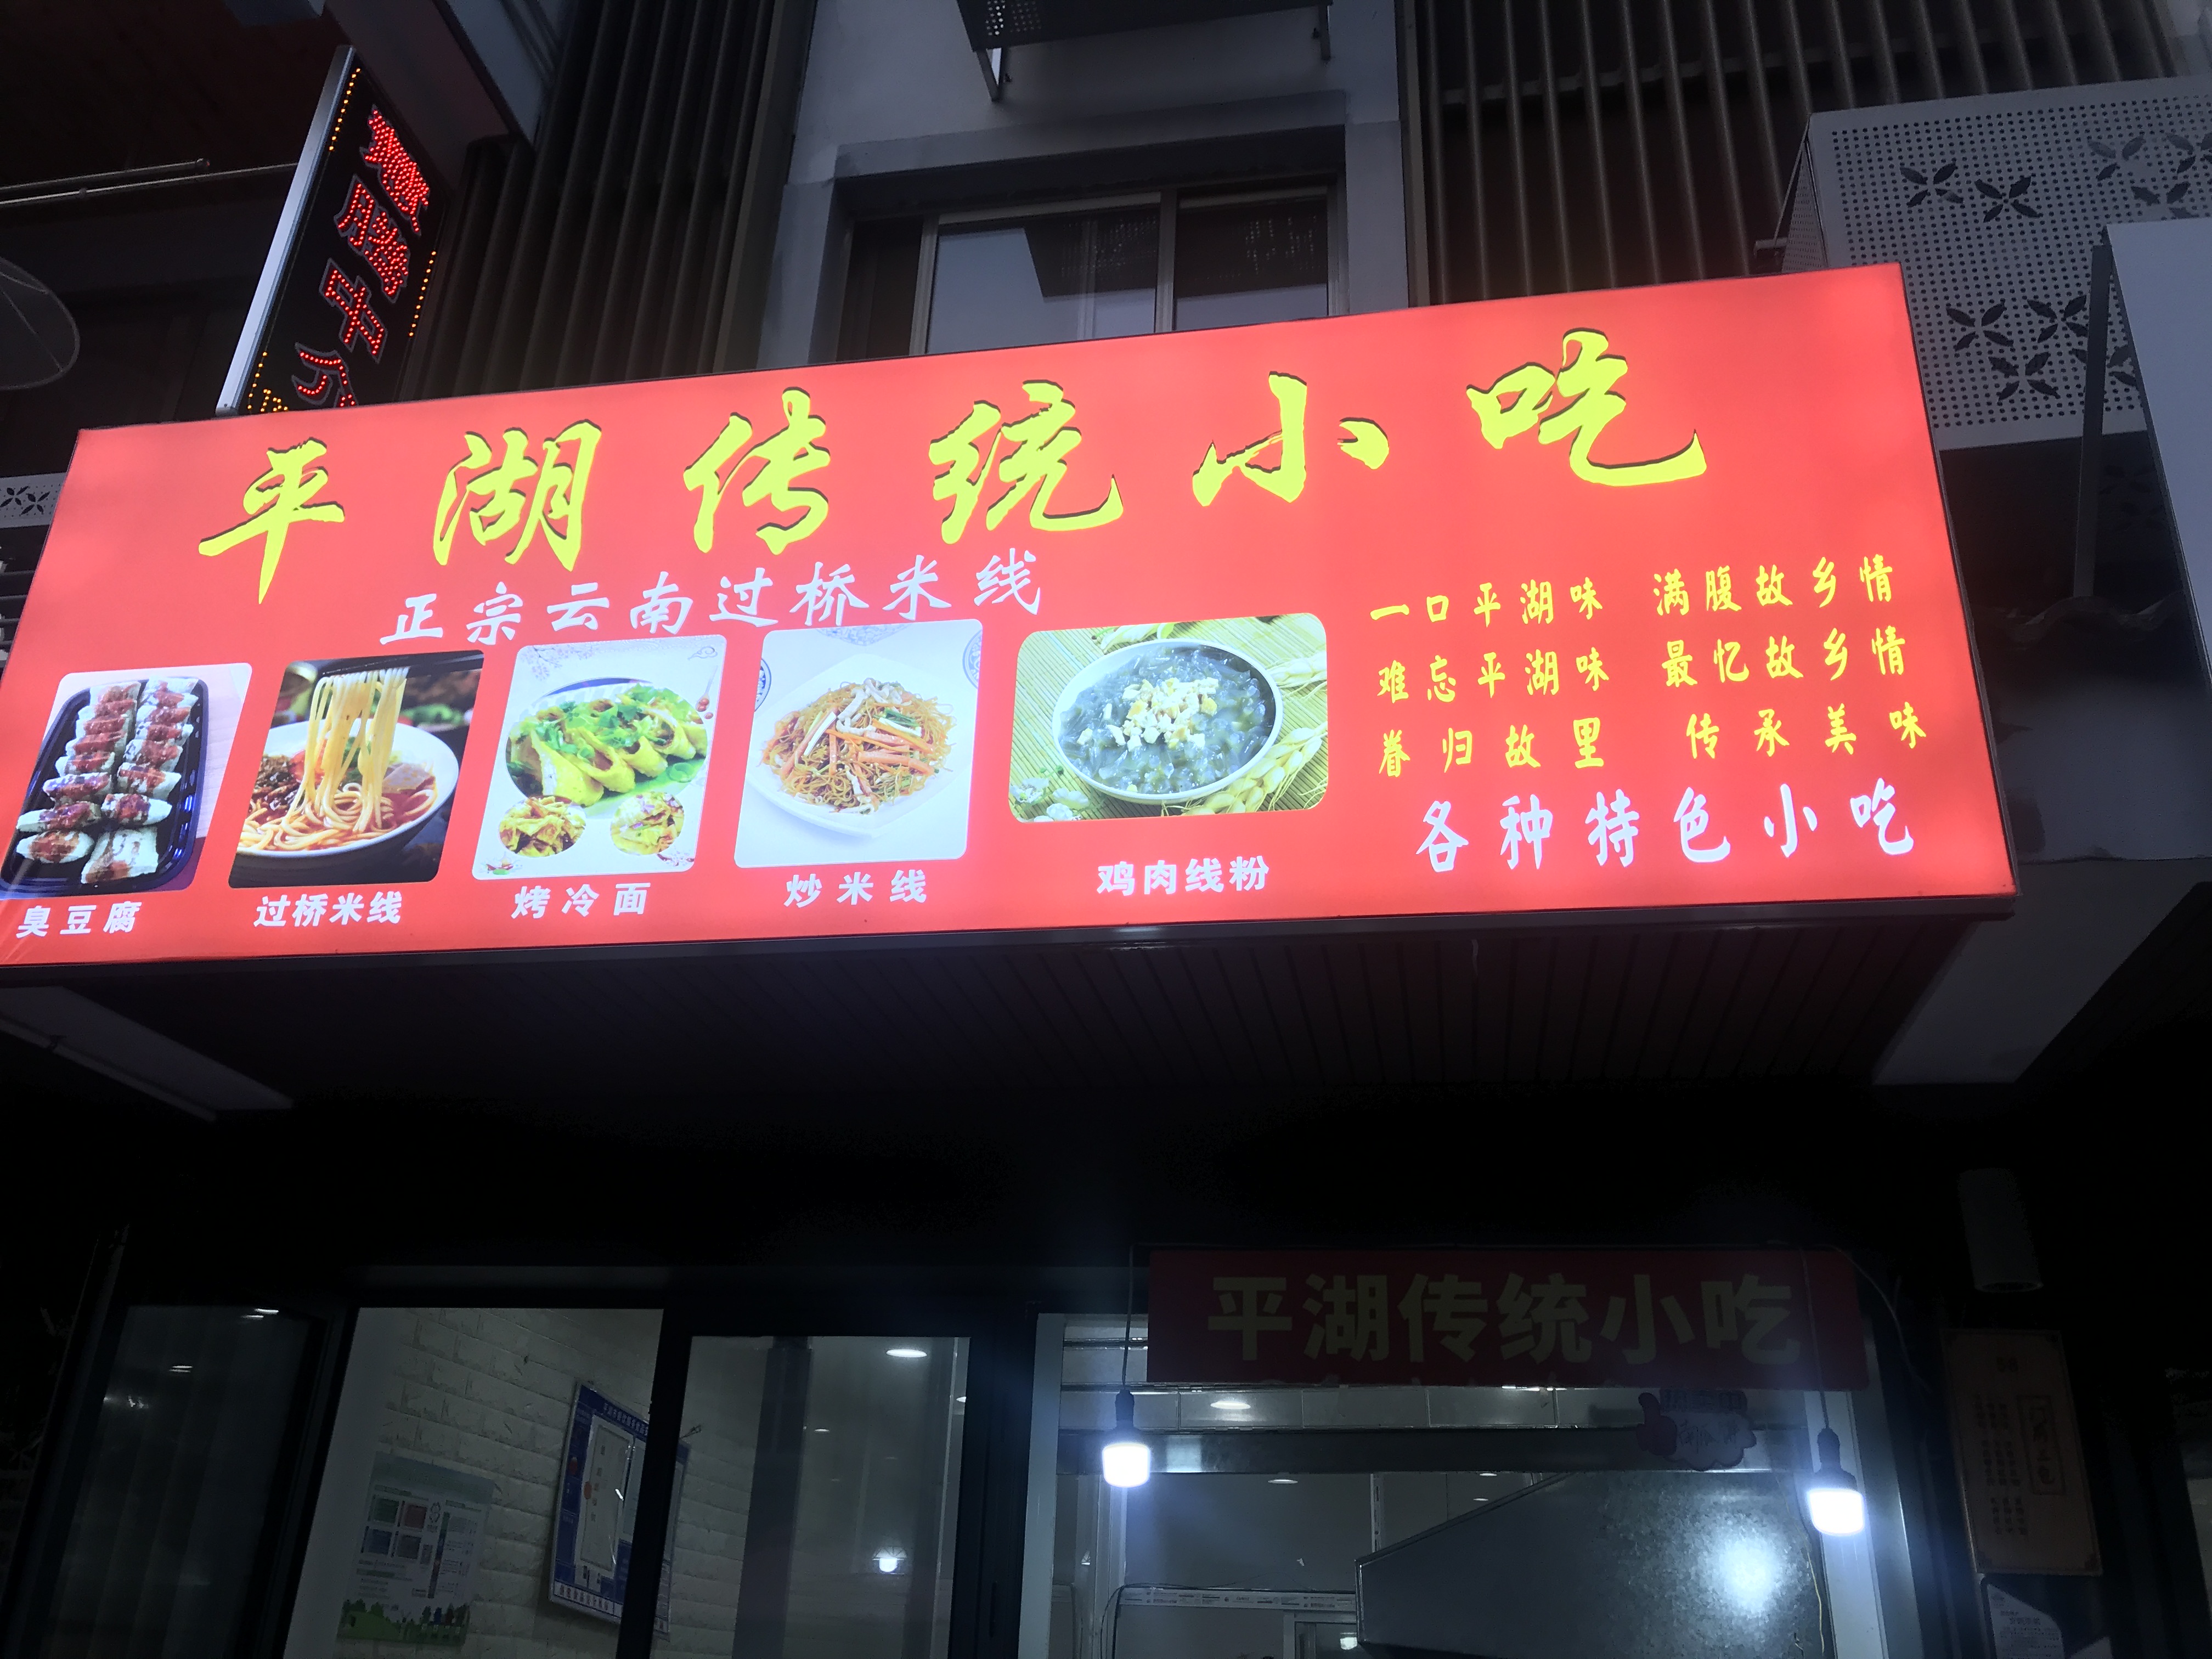 平湖传统小吃
正宗云南过桥米线
一口平湖味 满腹故乡情
难忘平湖味 最忆故乡情
眷归故里 传承美味
各种特色小吃
臭豆腐
过桥米线
烤冷面
炒米线
鸡肉线粉
平湖传统小吃